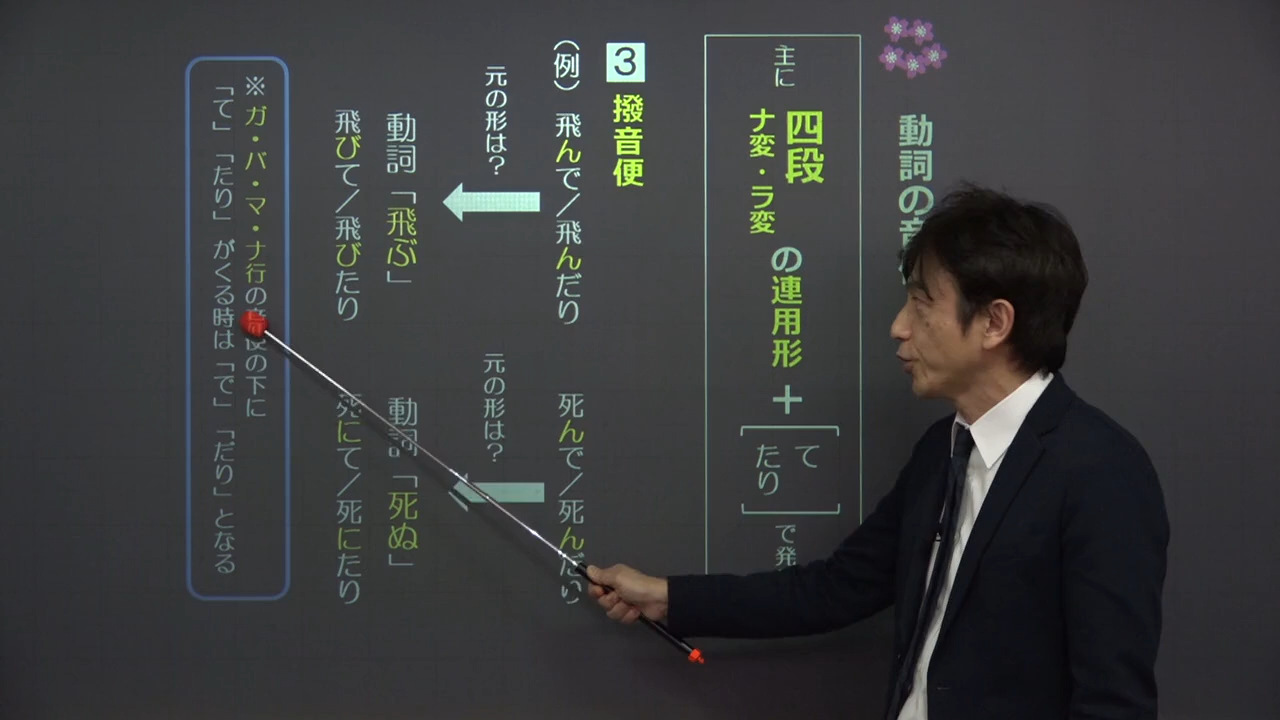 動詞の音
主に 四段 の連用形 + て で発
ナ変・ラ変
たり
3 撥音便
(例) 飛んで/飛んだり 死んで/死んだり
元の形は? 元の形は?
動詞「飛ぶ」 動詞「死ぬ」
飛びて/飛びたり 死にて/死にたり
※ガ・バ・マ・ナ行の音便の下に
「て」「たり」がくる時は「で」「だり」となる